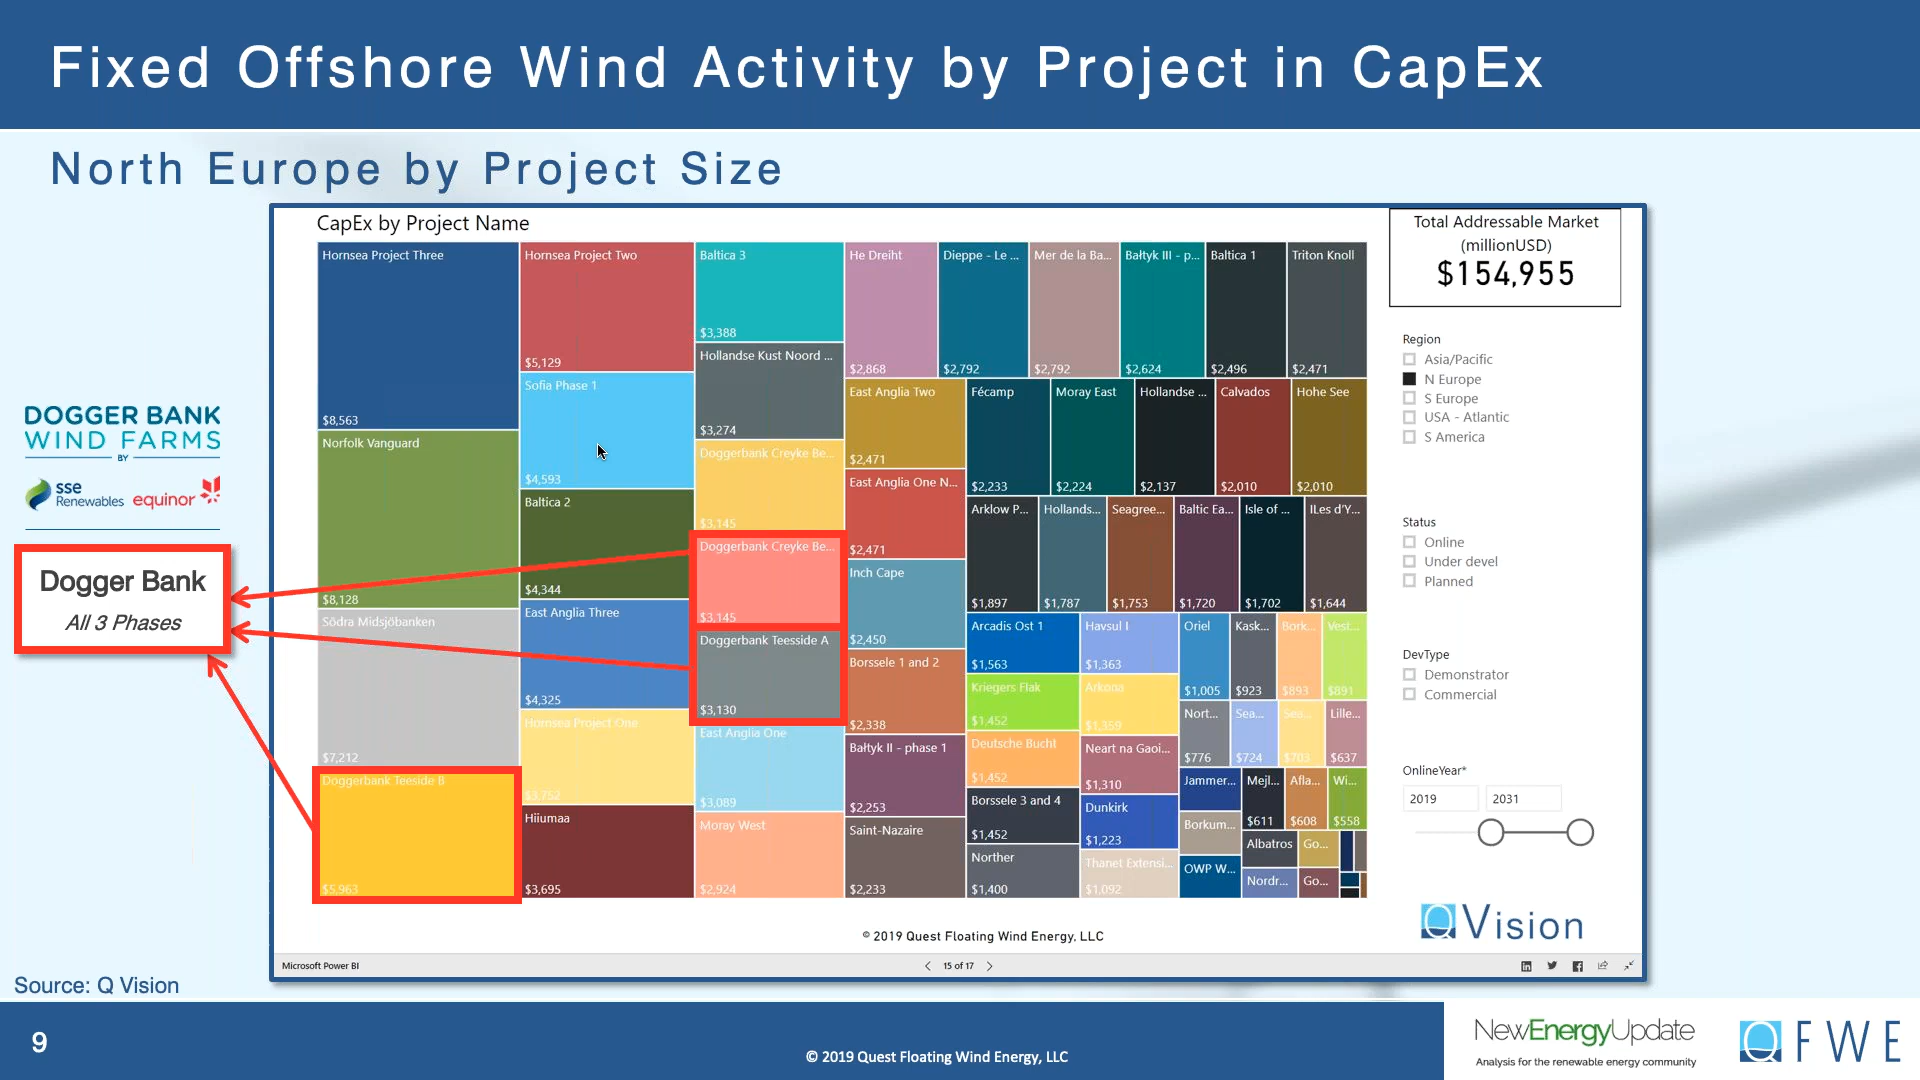 Fixed Offshore Wind Activity by Project in CapEx
North Europe by Project Size
CapEx by Project Name
Total Addressable Market
(millionUSD)
$154,955
Hornsea Project Three
$8,563
Norfolk Vanguard
$8,128
Södra Midsjöbanken
$7,212
Doggerbank Teeside B
$5,963
Hornsea Project Two
$5,129
Sofia Phase 1
$4,593
Baltica 2
$4,344
East Anglia Three
$4,325
Hornsea Project One
$3,752
Hiiumaa
$3,695
Baltica 3
$3,388
Hollandse Kust Noord ...
$3,274
Doggerbank Creyke Be...
$3,145
Doggerbank Creyke Be...
$3,145
Doggerbank Teesside A
$3,130
East Anglia One
$3,089
Moray West
$2,924
He Dreiht
$2,868
Dieppe - Le ...
$2,792
Mer de la Ba...
$2,792
Bałtyk III - p...
$2,624
Baltica 1
$2,496
Triton Knoll
$2,471
East Anglia Two
$2,471
East Anglia One N...
$2,471
Inch Cape
$2,450
Borssele 1 and 2
$2,338
Bałtyk II - phase 1
$2,253
Saint-Nazaire
$2,233
Fécamp
$2,233
Moray East
$2,224
Hollandse ...
$2,137
Calvados
$2,010
Hohe See
$2,010
Arklow P...
$1,897
Hollands...
$1,787
Seagree...
$1,753
Baltic Ea...
$1,720
Isle of ...
$1,702
ILes d'Y...
$1,644
Arcadis Ost 1
$1,563
Kriegers Flak
$1,452
Deutsche Bucht
$1,452
Borssele 3 and 4
$1,452
Norther
$1,400
Havsul I
$1,363
Arkona
$1,359
Neart na Gaoi...
$1,310
Dunkirk
$1,223
Thanet Extensi...
$1,092
Oriel
$1,005
Kask...
$923
Bork...
$893
Vest...
$891
Nort...
$776
Sea...
$724
Sea...
$703
Lille...
$637
Jammer...
Borkum...
OWP W...
Mejl...
$611
Afla...
$608
Wi...
$558
Albatros
Go...
Nordr...
Go...
Region
Asia/Pacific
N Europe
S Europe
USA - Atlantic
S America
Status
Online
Under devel
Planned
DevType
Demonstrator
Commercial
OnlineYear*
2019
2031
Q Vision
© 2019 Quest Floating Wind Energy, LLC
Microsoft Power BI
15 of 17
DOGGER BANK
WIND FARMS
BY
sse
Renewables
equinor
Dogger Bank
All 3 Phases
Source: Q Vision
9
© 2019 Quest Floating Wind Energy, LLC
NewEnergyUpdate
Analysis for the renewable energy community
Q FWE